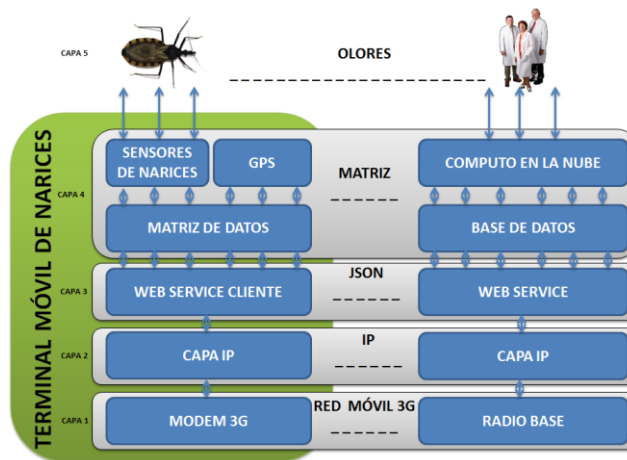 CAPA 5
OLORES
TERMINAL MÓVIL DE NARICES
CAPA 4
SENSORES
DE NARICES
GPS
MATRIZ
COMPUTO EN LA NUBE
MATRIZ DE DATOS
BASE DE DATOS
CAPA 3
WEB SERVICE CLIENTE
JSON
WEB SERVICE
CAPA 2
CAPA IP
IP
CAPA IP
CAPA 1
MODEM 3G
RED MÓVIL 3G
RADIO BASE